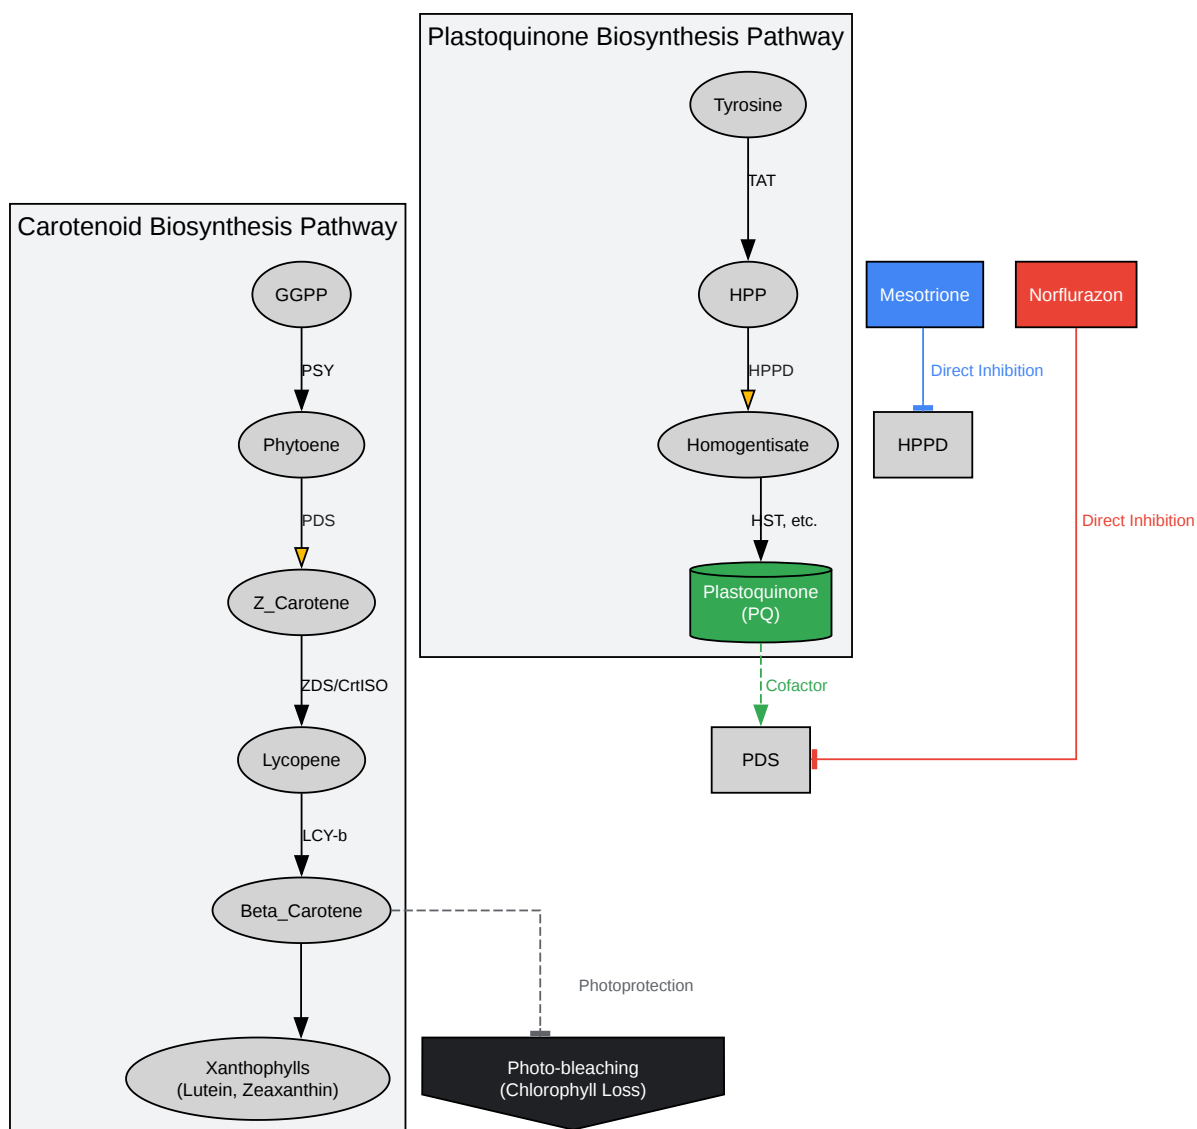 Plastoquinone Biosynthesis Pathway
Tyrosine
TAT
Carotenoid Biosynthesis Pathway
GGPP
HPP
Mesotrione
Norflurazon
PSY
HPPD
Direct Inhibition
Phytoene
Homogentisate
HPPD
PDS
HST, etc.
Direct Inhibition
Z_Carotene
Plastoquinone
(PQ)
ZDS/CrtISO
Cofactor
Lycopene
PDS
LCY-b
Beta_Carotene
Photoprotection
Xanthophylls
(Lutein, Zeaxanthin)
Photo-bleaching
(Chlorophyll Loss)